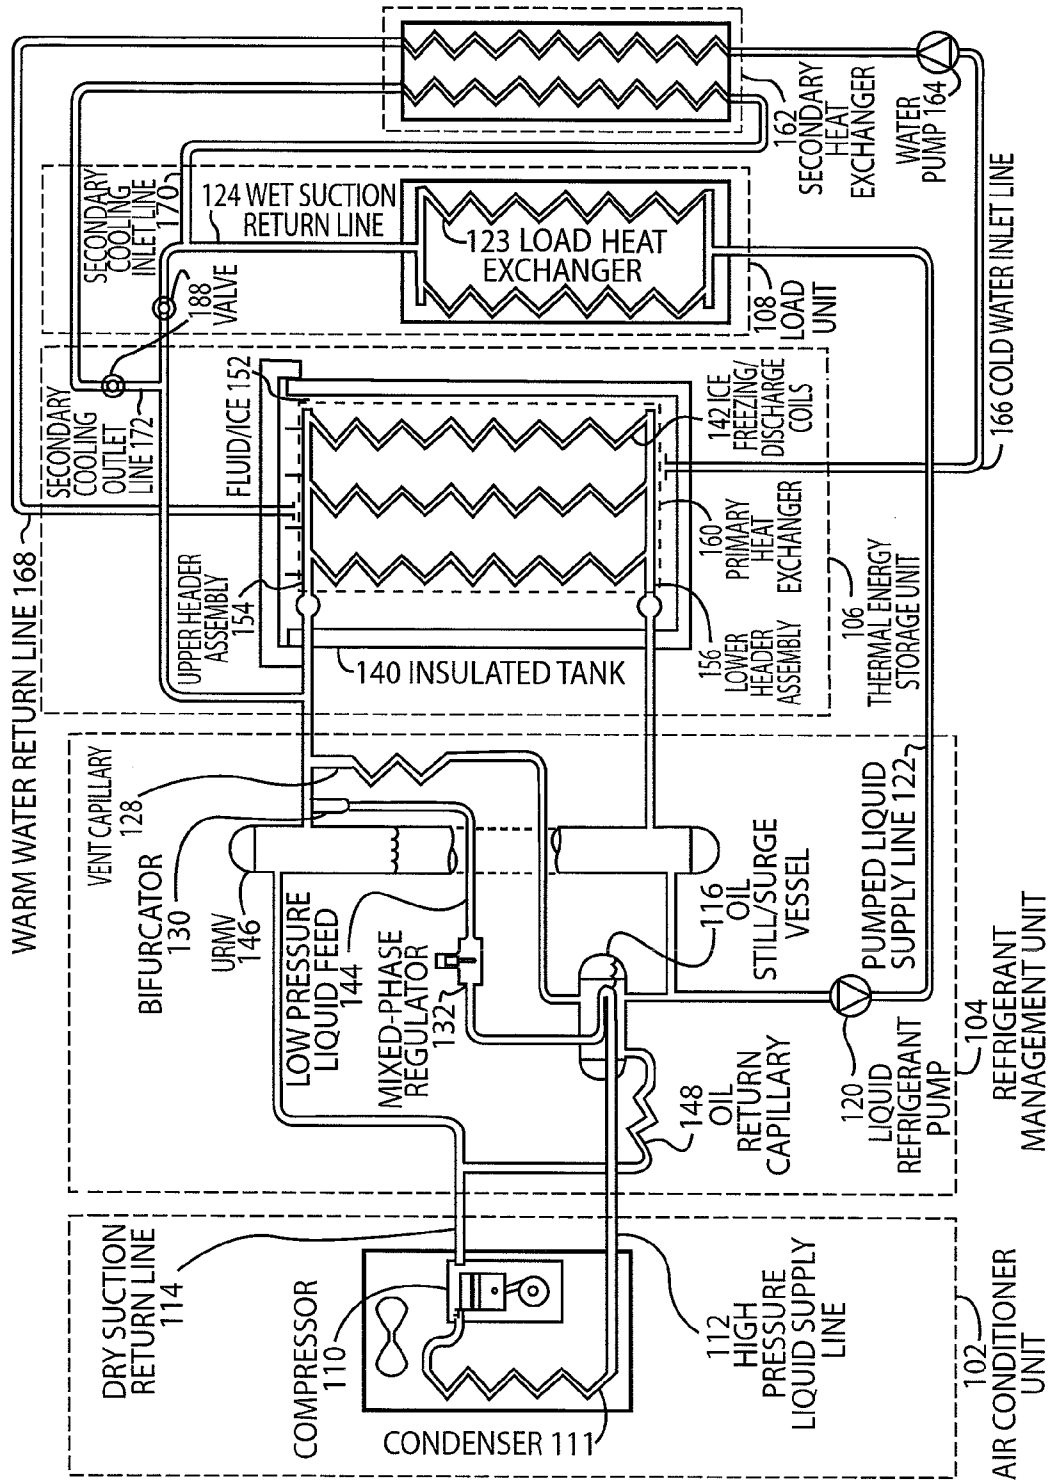 WARM WATER RETURN LINE 168
SECONDARY
COOLING
OUTLET
LINE 172
188
VALVE
SECONDARY
COOLING
INLET LINE
170
124 WET SUCTION
RETURN LINE
123 LOAD HEAT
EXCHANGER
108
LOAD
UNIT
162
SECONDARY
HEAT
EXCHANGER
WATER
PUMP 164
166 COLD WATER INLET LINE
FLUID/ICE 152
142 ICE
FREEZING/
DISCHARGE
COILS
160
PRIMARY
HEAT
EXCHANGER
UPPER HEADER
ASSEMBLY
154
140 INSULATED TANK
156
LOWER
HEADER
ASSEMBLY
106
THERMAL ENERGY
STORAGE UNIT
VENT CAPILLARY
128
BIFURCATOR
130
URMV
146
LOW PRESSURE
LIQUID FEED
144
MIXED-PHASE
REGULATOR
132
116
OIL
STILL/SURGE
VESSEL
148
OIL
RETURN
CAPILLARY
PUMPED LIQUID
SUPPLY LINE 122
120
LIQUID
REFRIGERANT
PUMP
104
REFRIGERANT
MANAGEMENT UNIT
DRY SUCTION
RETURN LINE
114
COMPRESSOR
110
CONDENSER 111
112
HIGH
PRESSURE
LIQUID SUPPLY
LINE
102
AIR CONDITIONER
UNIT